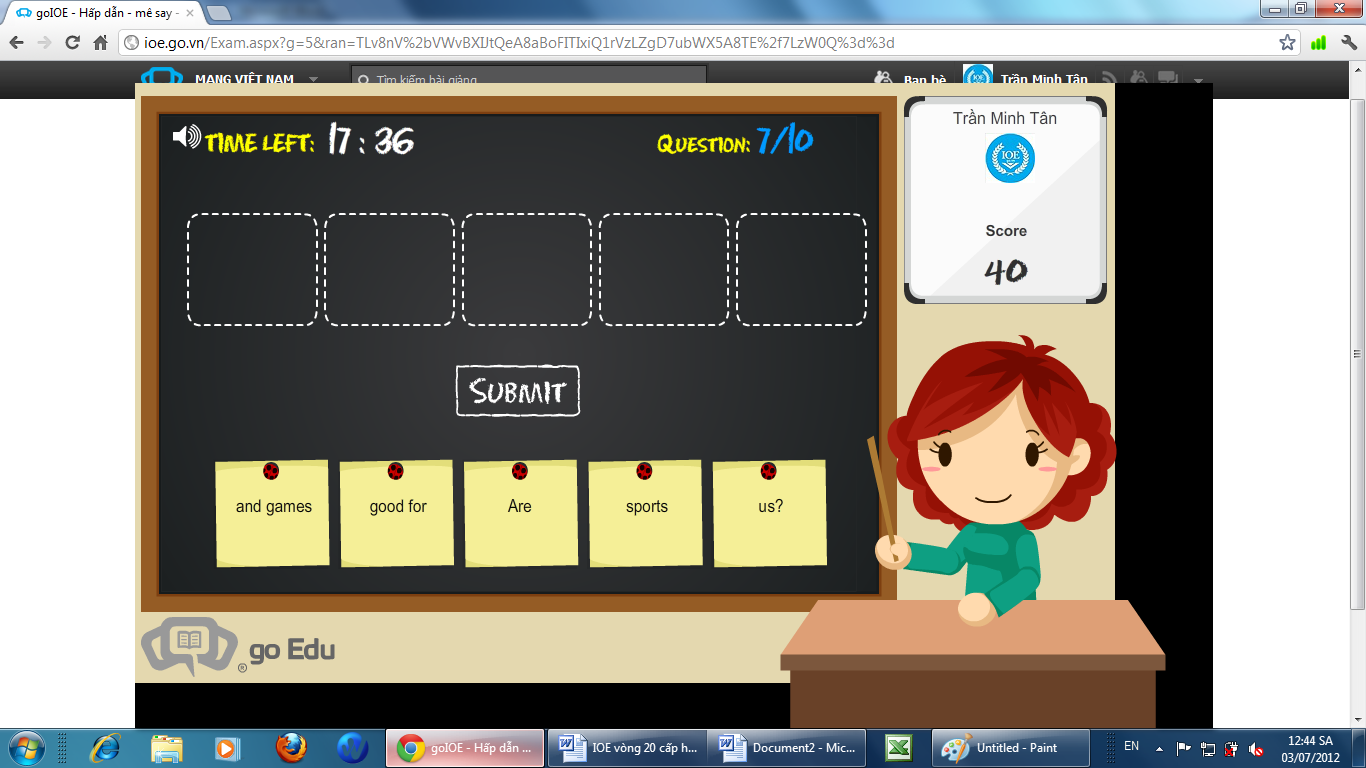 goIOE - Hấp dẫn - mê say -
ioe.go.vn/Exam.aspx?g=5&ran=TLv8nV%2bVWvBXIJtQeA8aBoFITIxiQ1rVzLZgD7ubWX5A8TE%2f7LzW0Q%3d%3d
MẠNG VIỆT NAM
Tìm kiếm bài giảng
Bạn bè
Trần Minh Tân
TIME LEFT: 17 : 36
QUESTION: 7/10
Trần Minh Tân
IOE
Score
40
SUBMIT
and games
good for
Are
sports
us?
go Edu
goIOE - Hấp dẫn ...
IOE vòng 20 cấp h...
Document2 - Mic...
Untitled - Paint
EN
12:44 SA
03/07/2012